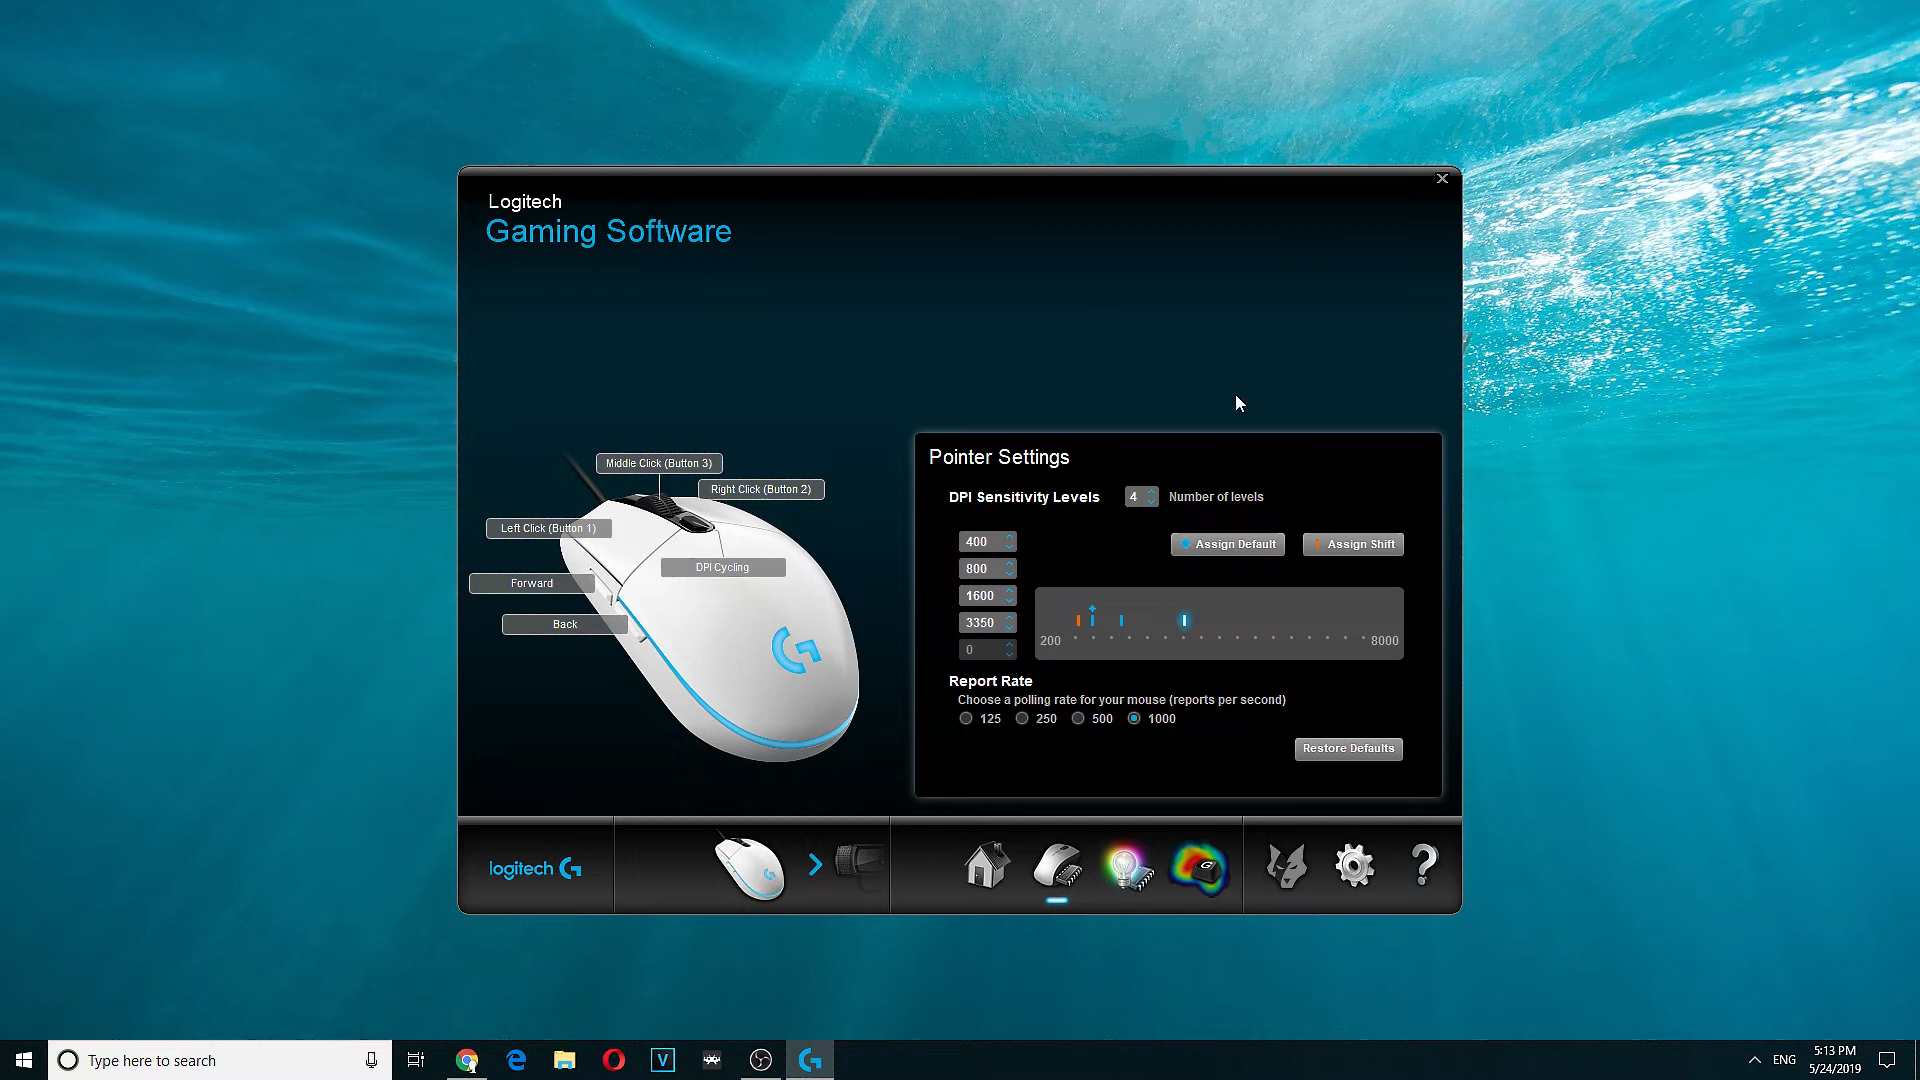 Logitech
Gaming Software
Middle Click (Button 3)
Right Click (Button 2)
Left Click (Button 1)
DPI Cycling
Forward
Back
Pointer Settings
DPI Sensitivity Levels 4 Number of levels
400
Assign Default
Assign Shift
800
1600
3350
0
200 8000
Report Rate
Choose a polling rate for your mouse (reports per second)
125 250 500 1000
Restore Defaults
logitech G
Type here to search
ENG
5:13 PM
5/24/2019